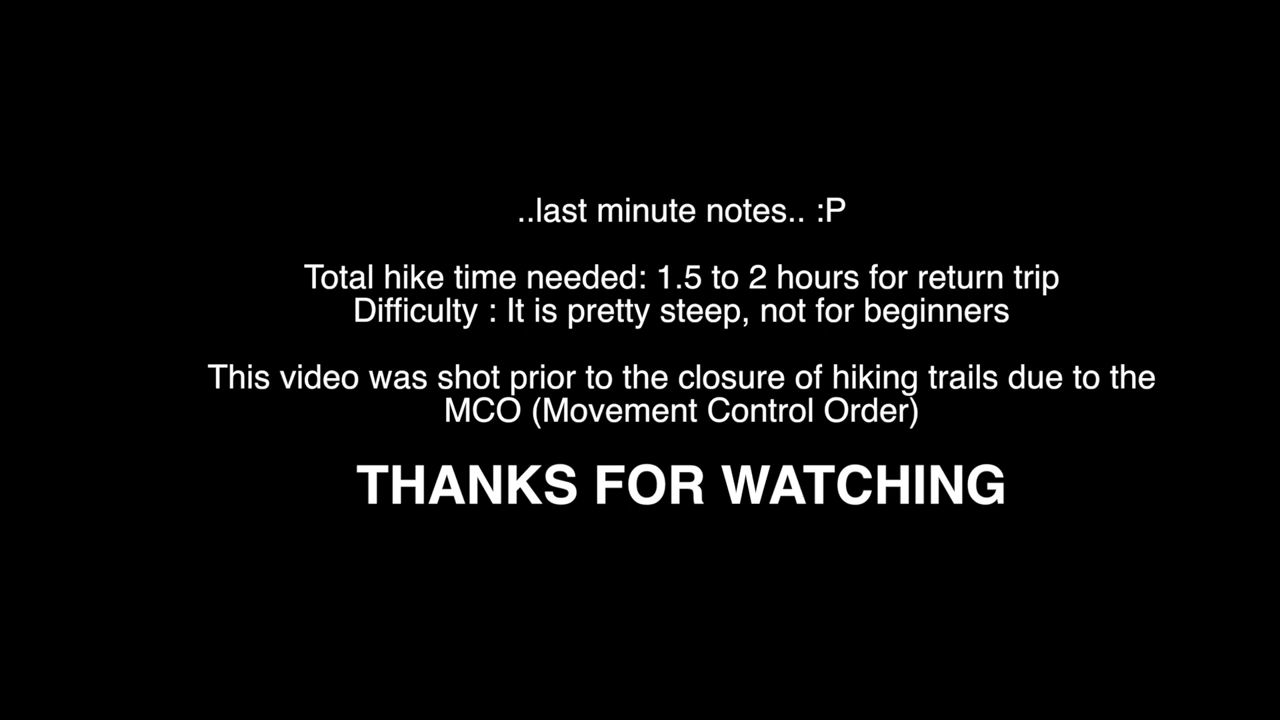 ..last minute notes.. :P
Total hike time needed: 1.5 to 2 hours for return trip
Difficulty : It is pretty steep, not for beginners
This video was shot prior to the closure of hiking trails due to the
MCO (Movement Control Order)
THANKS FOR WATCHING